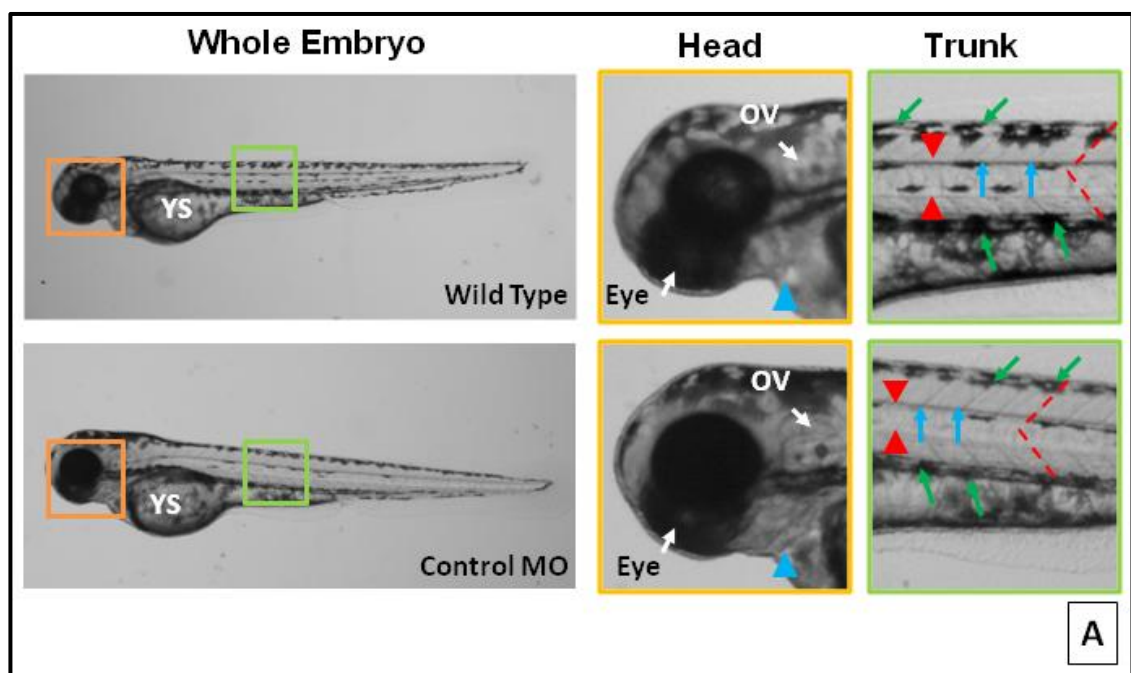 Whole Embryo Head Trunk
YS
Wild Type
OV
Eye
YS
Control MO
OV
Eye
A